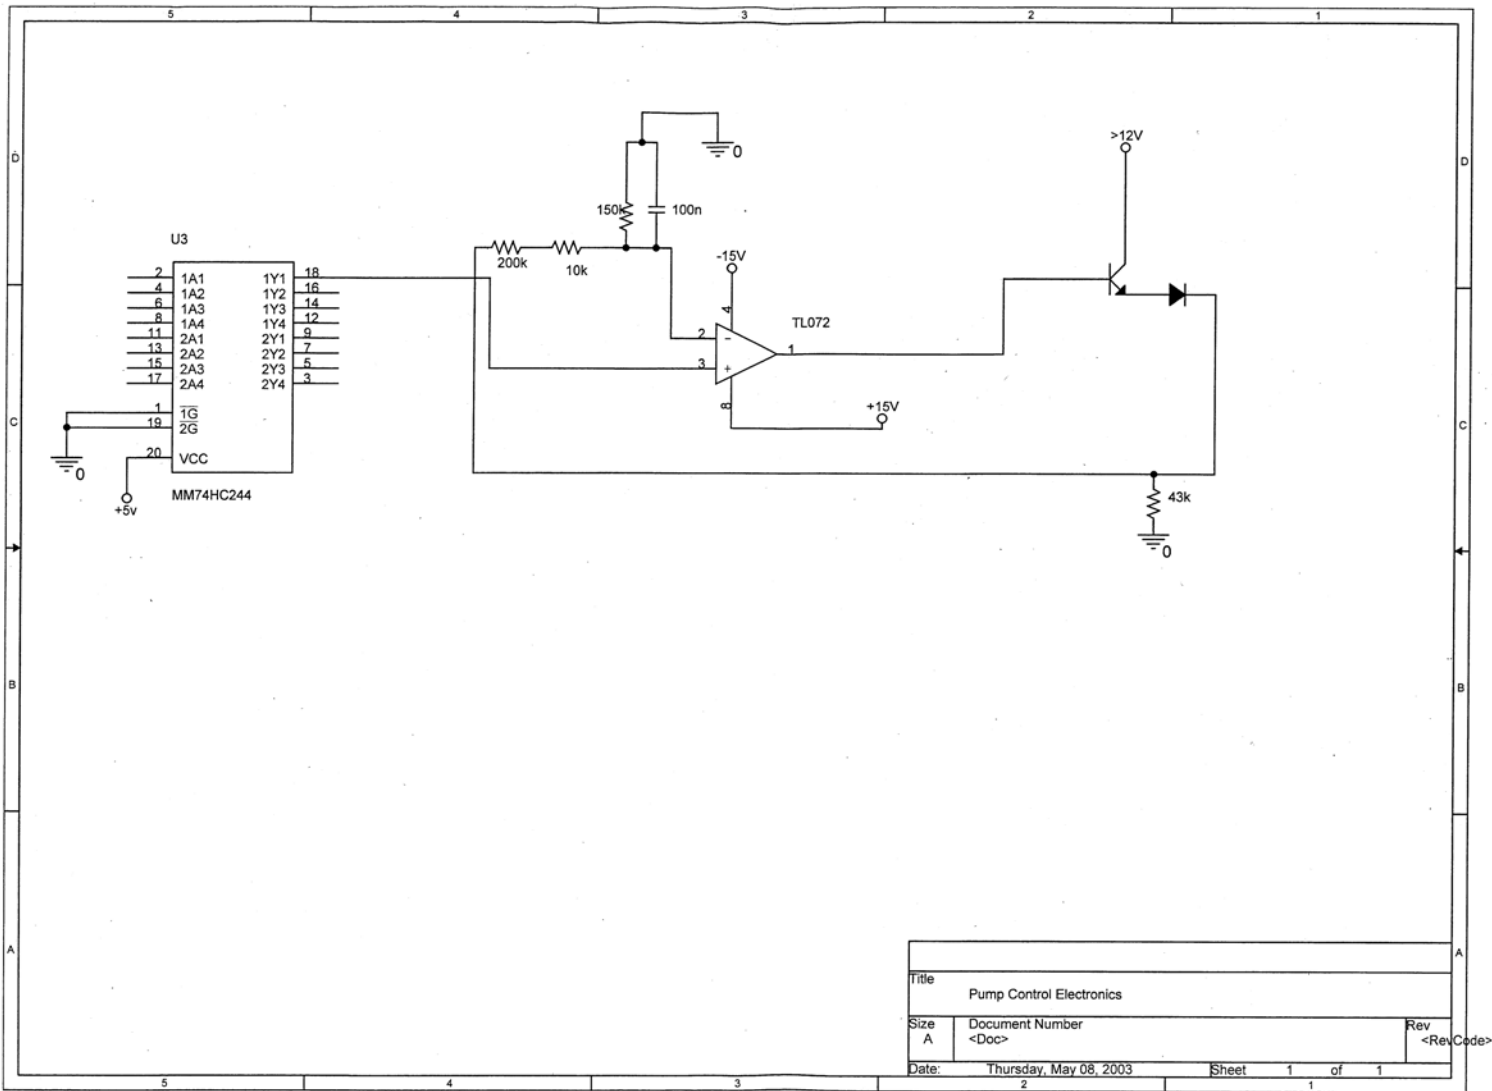 5 4 3 2 1
D
D
0
>12V
150k
100n
U3
-15V
200k
10k
2 1A1 1Y1 18
4 1A2 1Y2 16
6 1A3 1Y3 14
8 1A4 1Y4 12
11 2A1 2Y1 9
13 2A2 2Y2 7
15 2A3 2Y3 5
17 2A4 2Y4 3
4
TL072
2 -
1
3 +
8
+15V
1 1G
19 2G
C
C
20 VCC
0
MM74HC244
+5v
43k
0
B
B
A
A
Title
Pump Control Electronics
Size
A
Document Number
<Doc>
Rev
<RevCode>
Date: Thursday, May 08, 2003 Sheet 1 of 1
5 4 3 2 1